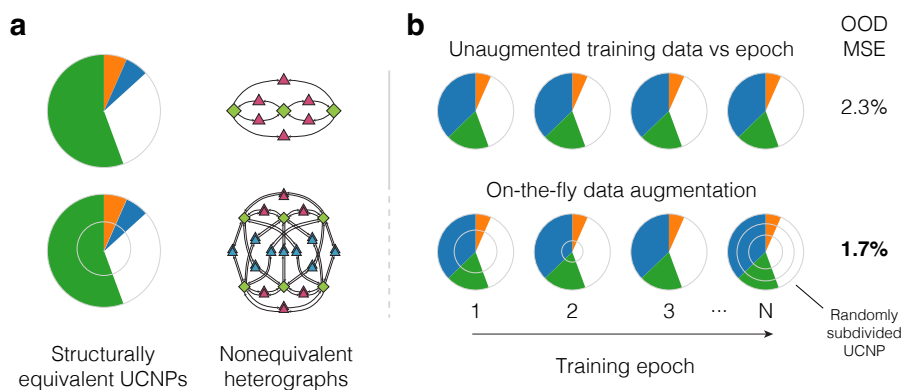 a
Structurally
equivalent UCNPs
Nonequivalent
heterographs
b
OOD
MSE
Unaugmented training data vs epoch
2.3%
On-the-fly data augmentation
1.7%
1 2 3 ... N
Randomly
subdivided
UCNP
Training epoch